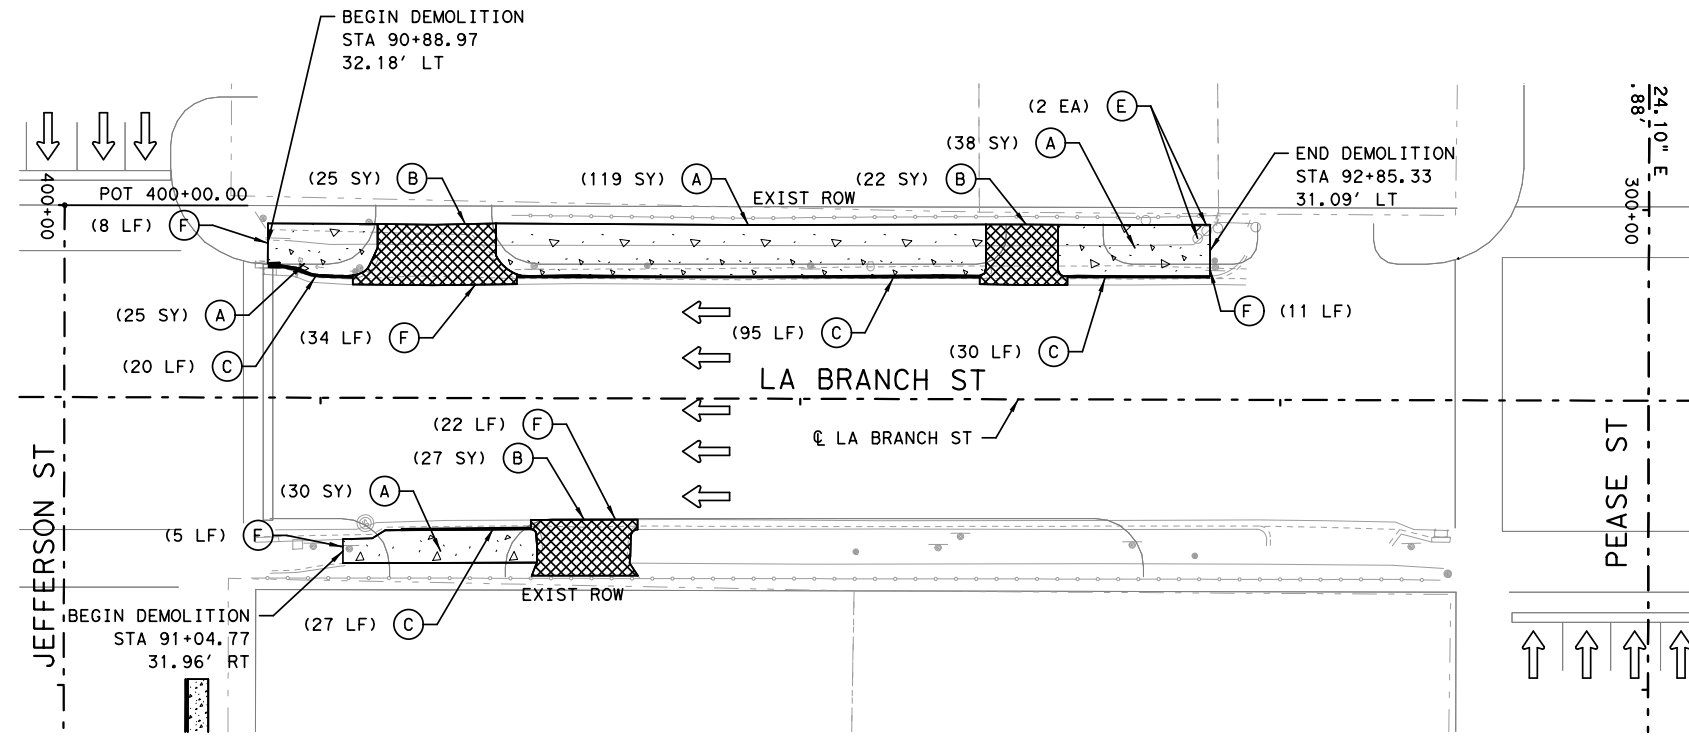 BEGIN DEMOLITION
STA 90+88.97
32.18' LT
24.10" E
.88'
(2 EA) E
(38 SY) A
END DEMOLITION
STA 92+85.33
31.09' LT
400+00
POT 400+00.00
(25 SY) B
(119 SY) A
EXIST ROW
(22 SY) B
300+00
(8 LF) F
(25 SY) A
(34 LF) F
(95 LF) C
F (11 LF)
(20 LF) C
(30 LF) C
LA BRANCH ST
(22 LF) F
℄ LA BRANCH ST
(27 SY) B
(30 SY) A
(5 LF) F
JEFFERSON ST
PEASE ST
EXIST ROW
BEGIN DEMOLITION
STA 91+04.77
31.96' RT
(27 LF) C